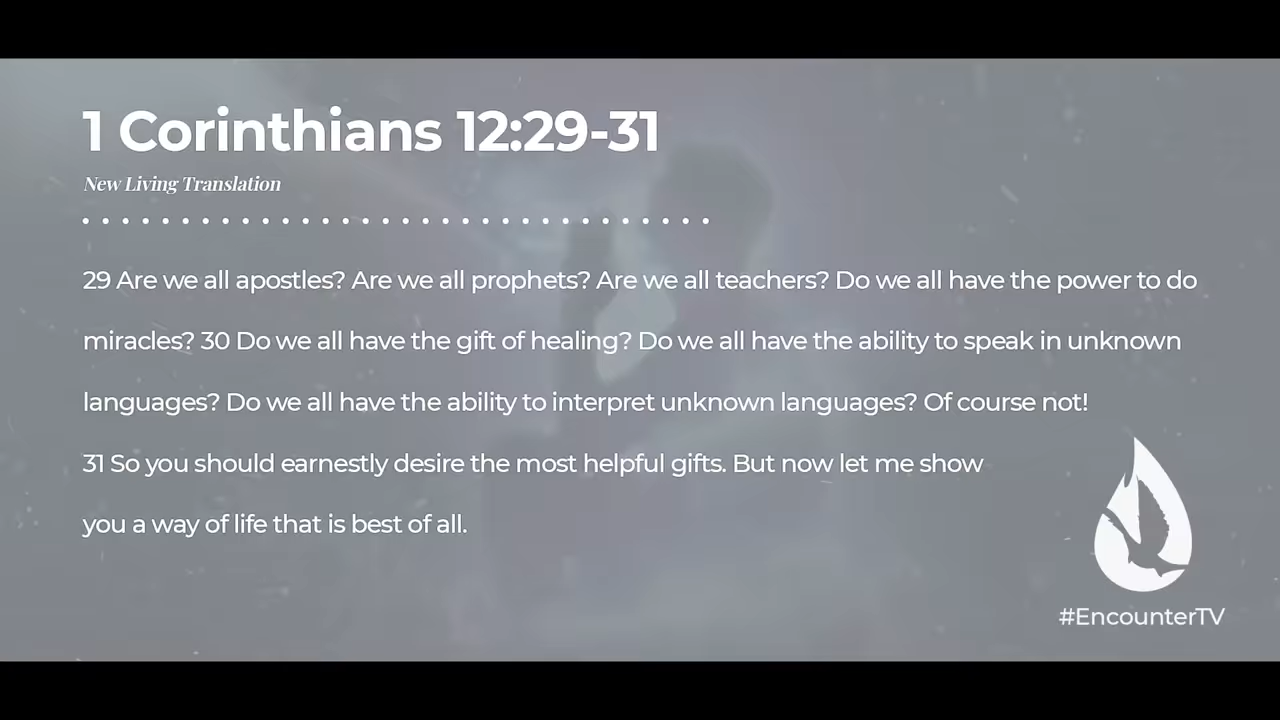 1 Corinthians 12:29-31
New Living Translation
29 Are we all apostles? Are we all prophets? Are we all teachers? Do we all have the power to do
miracles? 30 Do we all have the gift of healing? Do we all have the ability to speak in unknown
languages? Do we all have the ability to interpret unknown languages? Of course not!
31 So you should earnestly desire the most helpful gifts. But now let me show
you a way of life that is best of all.
#EncounterTV